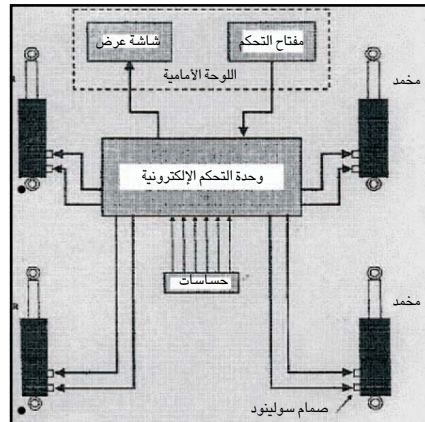 مفتاح التحكم
شاشة عرض
اللوحة الأمامية
مخمد
وحدة التحكم الإلكترونية
حساسات
مخمد
صمام سولينود